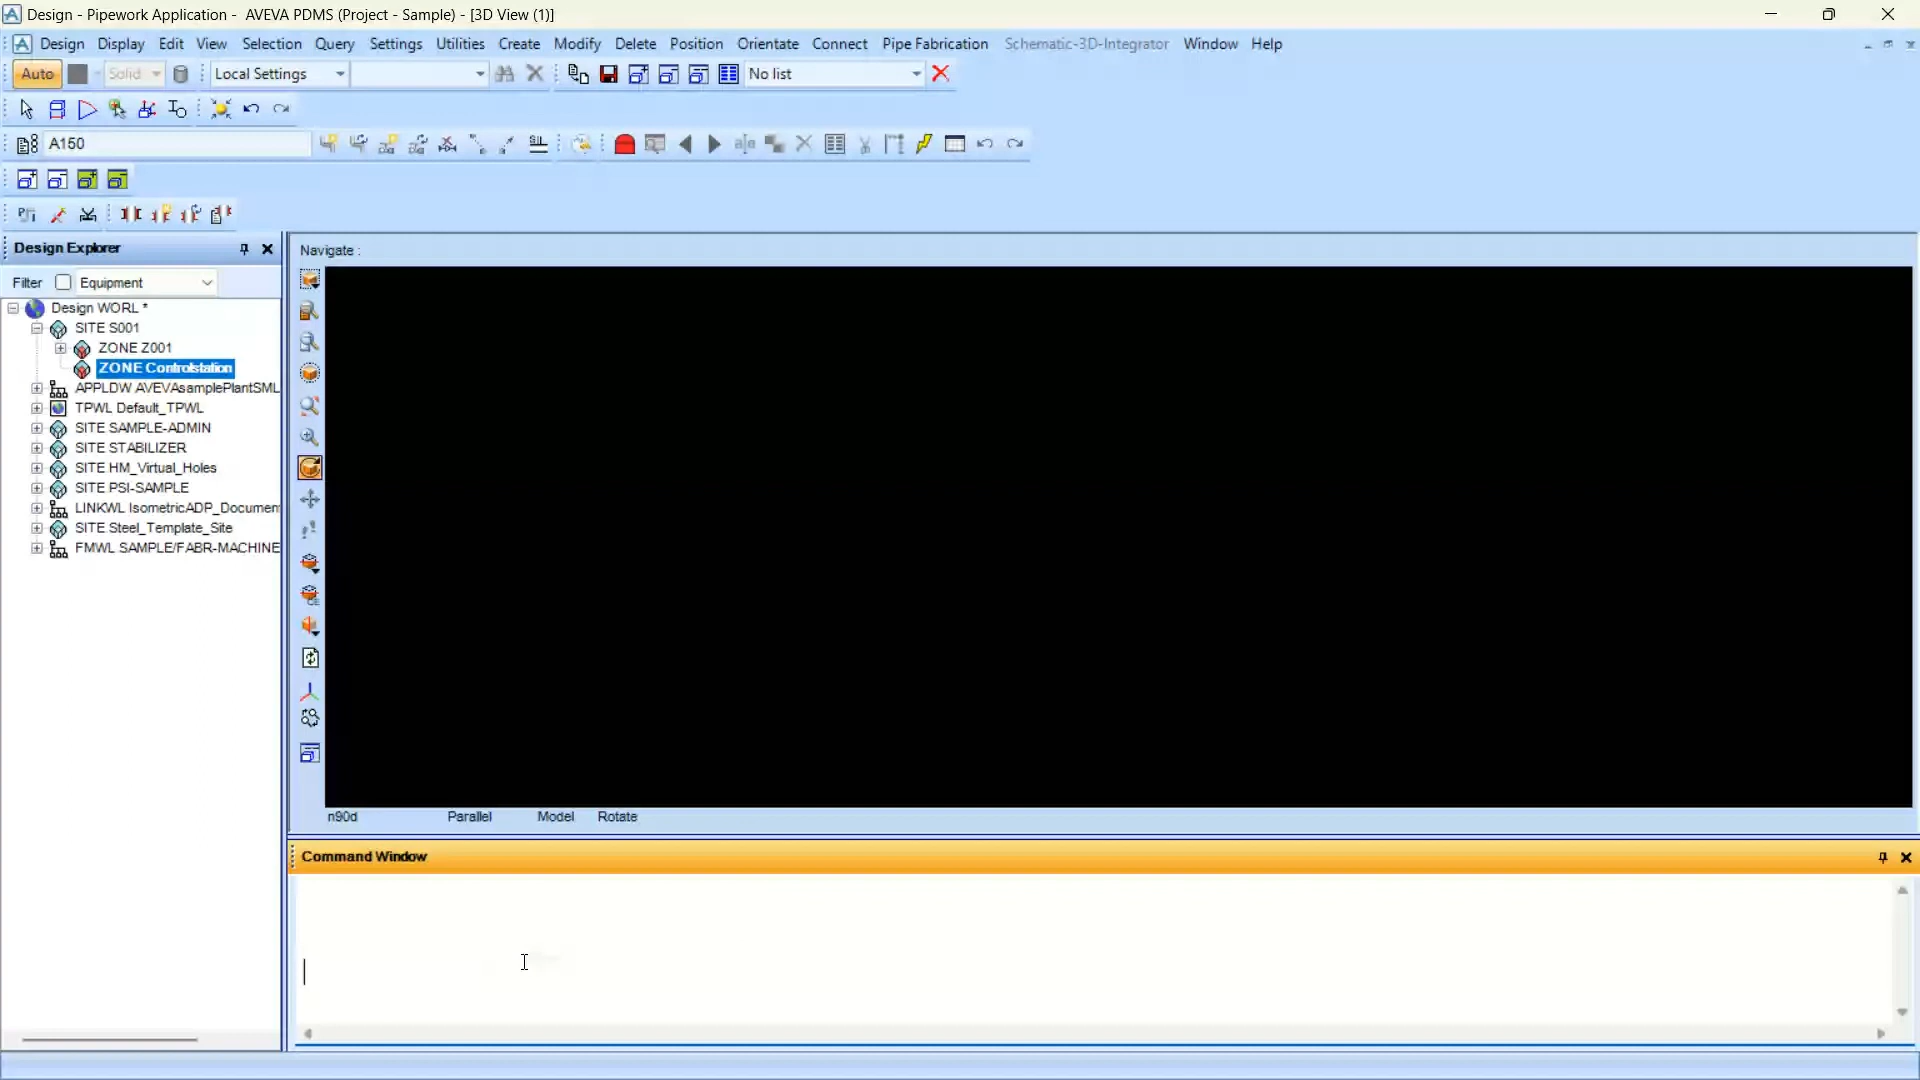 Design - Pipework Application - AVEVA PDMS (Project - Sample) - [3D View (1)]
Design Display Edit View Selection Query Settings Utilities Create Modify Delete Position Orientate Connect Pipe Fabrication Schematic-3D-Integrator Window Help
Auto Solid Local Settings No list
A150
Design Explorer
Navigate :
Filter Equipment
Design WORL *
SITE S001
ZONE Z001
ZONE Controlstation
APPLDW AVEVAsamplePlantSML
TPWL Default_TPWL
SITE SAMPLE-ADMIN
SITE STABILIZER
SITE HM_Virtual_Holes
SITE PSI-SAMPLE
LINKWL IsometricADP_Documen
SITE Steel_Template_Site
FMWL SAMPLE/FABR-MACHINE
n90d Parallel Model Rotate
Command Window